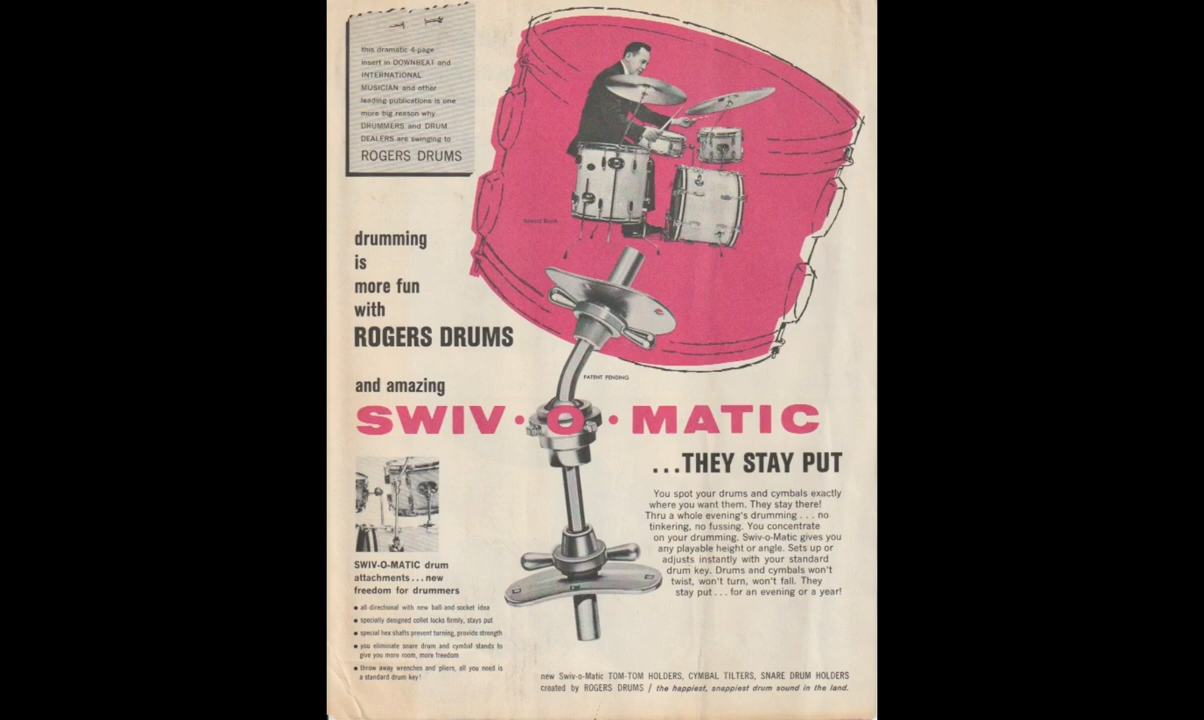 this dramatic 4-page
insert in DOWNBEAT and
INTERNATIONAL
MUSICIAN and other
leading publications is one
more big reason why
DRUMMERS and DRUM
DEALERS are swinging to
ROGERS DRUMS
drumming
is
more fun
with
ROGERS DRUMS
PATENT PENDING
and amazing
SWIV·O·MATIC
...THEY STAY PUT
You spot your drums and cymbals exactly
where you want them. They stay there!
Thru a whole evening's drumming . . . no
tinkering, no fussing. You concentrate
on your drumming. Swiv-o-Matic gives you
any playable height or angle. Sets up or
adjusts instantly with your standard
drum key. Drums and cymbals won't
twist, won't turn, won't fall. They
stay put . . . for an evening or a year!
SWIV-O-MATIC drum
attachments . . . new
freedom for drummers
• all-directional with new ball-and-socket idea
• specially designed collet locks firmly, stays put
• special hex shafts prevent turning, provide strength
• you eliminate snare drum and cymbal stands to
give you more room, more freedom
• throw away wrenches and pliers, all you need is
a standard drum key!
new Swiv-o-Matic TOM-TOM HOLDERS, CYMBAL TILTERS, SNARE DRUM HOLDERS
created by ROGERS DRUMS / the happiest, snappiest drum sound in the land.